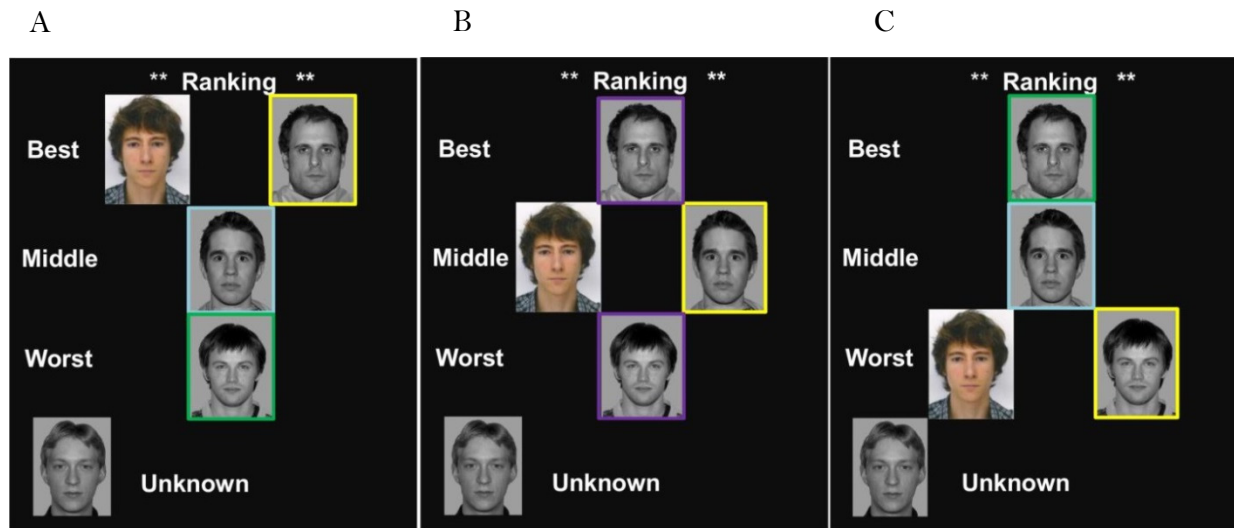 A
** Ranking **
Best
Middle
Worst
Unknown
B
** Ranking **
Best
Middle
Worst
Unknown
C
** Ranking **
Best
Middle
Worst
Unknown